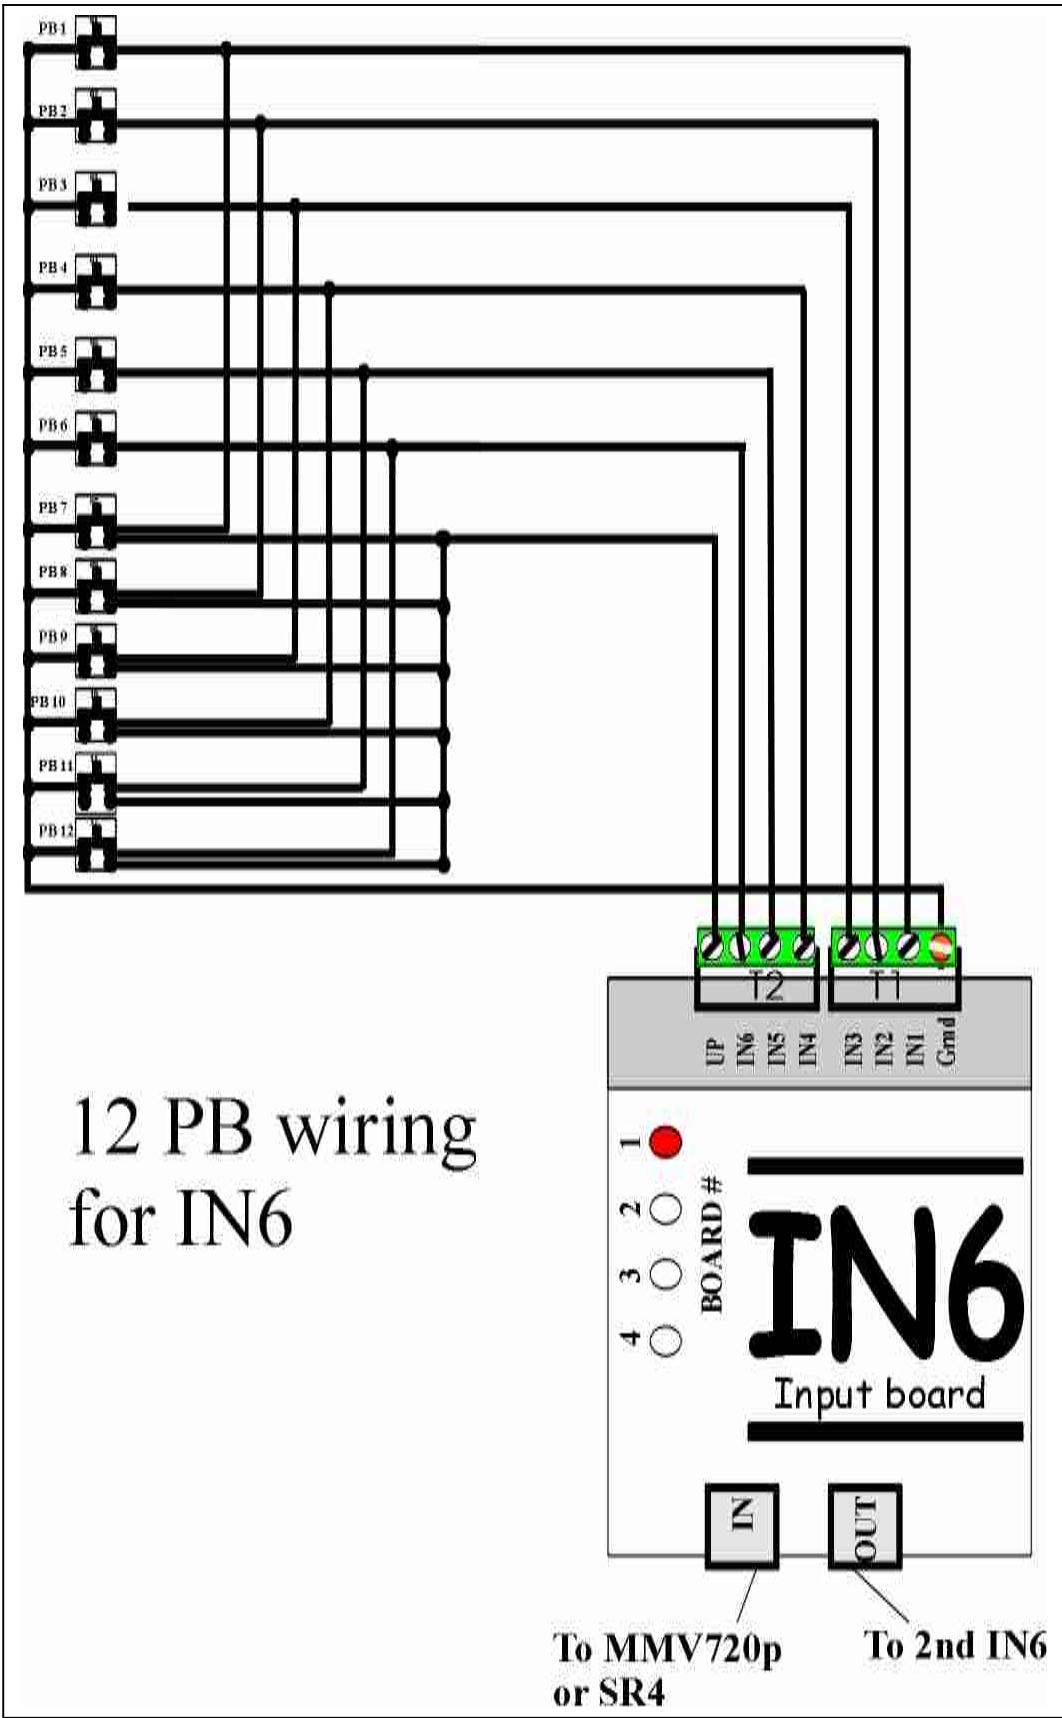 PB1
PB2
PB3
PB4
PB5
PB6
PB7
PB8
PB9
PB10
PB11
PB12
T2
T1
UP
IN6
IN5
IN4
IN3
IN2
IN1
Grnd
12 PB wiring
for IN6
1
2
3
4
BOARD #
IN6
Input board
IN
OUT
To MMV720p
or SR4
To 2nd IN6